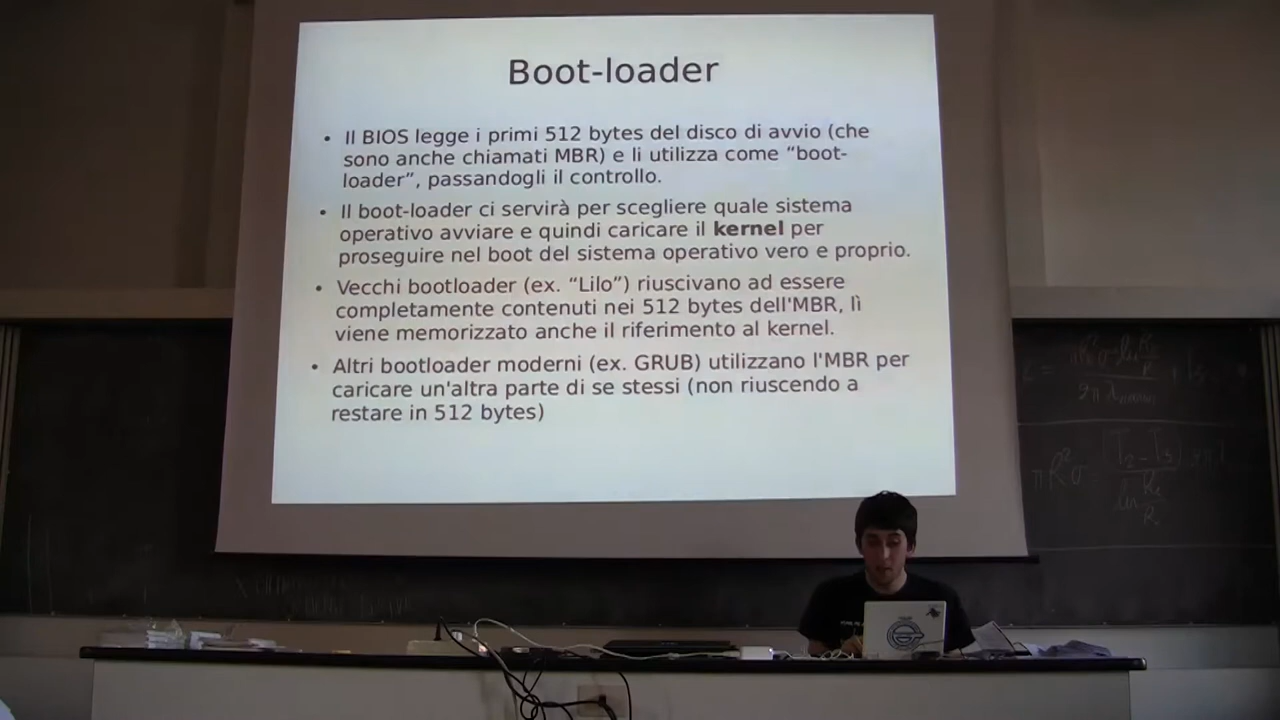 Boot-loader
• Il BIOS legge i primi 512 bytes del disco di avvio (che
sono anche chiamati MBR) e li utilizza come “boot-
loader”, passandogli il controllo.
• Il boot-loader ci servirà per scegliere quale sistema
operativo avviare e quindi caricare il kernel per
proseguire nel boot del sistema operativo vero e proprio.
• Vecchi bootloader (ex. “Lilo”) riuscivano ad essere
completamente contenuti nei 512 bytes dell'MBR, lì
viene memorizzato anche il riferimento al kernel.
• Altri bootloader moderni (ex. GRUB) utilizzano l'MBR per
caricare un'altra parte di se stessi (non riuscendo a
restare in 512 bytes)